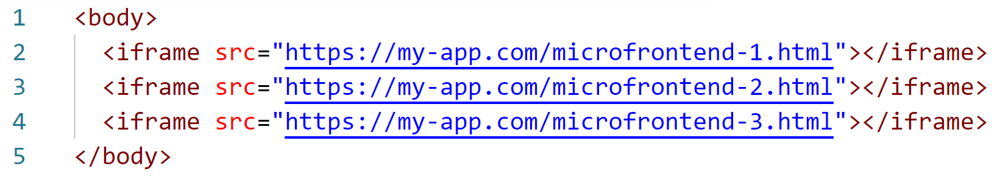 1 <body>
2 <iframe src="https://my-app.com/microfrontend-1.html"></iframe>
3 <iframe src="https://my-app.com/microfrontend-2.html"></iframe>
4 <iframe src="https://my-app.com/microfrontend-3.html"></iframe>
5 </body>